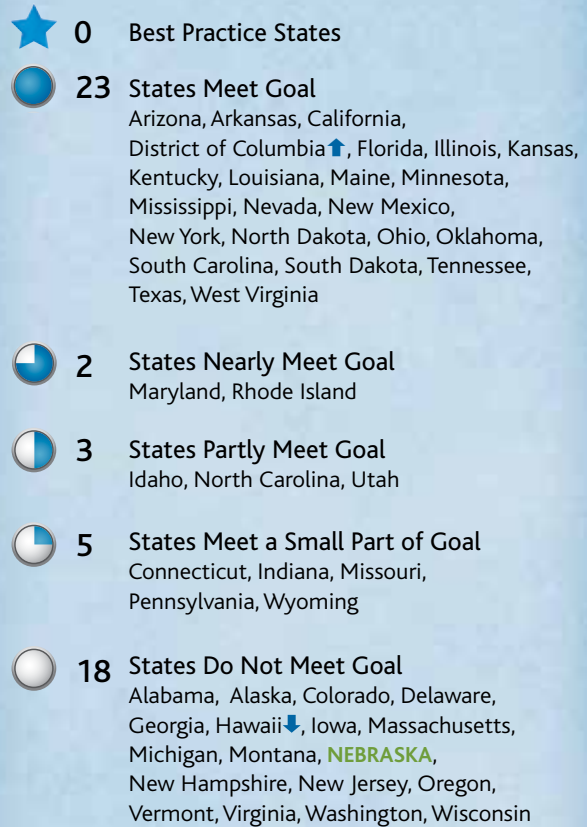 0 Best Practice States
23 States Meet Goal
Arizona, Arkansas, California,
District of Columbia⬆, Florida, Illinois, Kansas,
Kentucky, Louisiana, Maine, Minnesota,
Mississippi, Nevada, New Mexico,
New York, North Dakota, Ohio, Oklahoma,
South Carolina, South Dakota, Tennessee,
Texas, West Virginia
2 States Nearly Meet Goal
Maryland, Rhode Island
3 States Partly Meet Goal
Idaho, North Carolina, Utah
5 States Meet a Small Part of Goal
Connecticut, Indiana, Missouri,
Pennsylvania, Wyoming
18 States Do Not Meet Goal
Alabama, Alaska, Colorado, Delaware,
Georgia, Hawaii⬇, Iowa, Massachusetts,
Michigan, Montana, NEBRASKA,
New Hampshire, New Jersey, Oregon,
Vermont, Virginia, Washington, Wisconsin